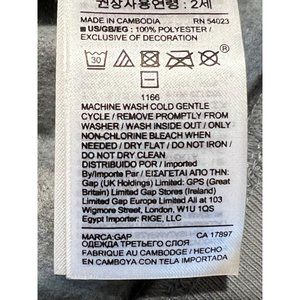 권장사용연령 : 2세
MADE IN CAMBODIA RN 54023
US/GB/EG : 100% POLYESTER /
EXCLUSIVE OF DECORATION
30
1166
MACHINE WASH COLD GENTLE
CYCLE / REMOVE PROMPTLY FROM
WASHER / WASH INSIDE OUT / ONLY
NON-CHLORINE BLEACH WHEN
NEEDED / DRY FLAT / DO NOT IRON /
DO NOT DRY CLEAN
DISTRIBUIDO POR / Imported
By/Importe Par / ΕΙΣΑΓΕΤΑΙ ΑΠΟ ΤΗΝ:
Gap (UK Holdings) Limited: GPS (Great
Britain) Limited Gap Stores (Ireland)
Limited Gap Europe Limited All at 103
Wigmore Street, London, W1U 1QS
Egypt Importer: RIGE, LLC
MARCA:GAP CA 17897
ОДЕЖДА ТРЕТЬЕГО СЛОЯ
FABRIQUE AU CAMBODGE / HECHO
EN CAMBOYA CON TELA IMPORTADA